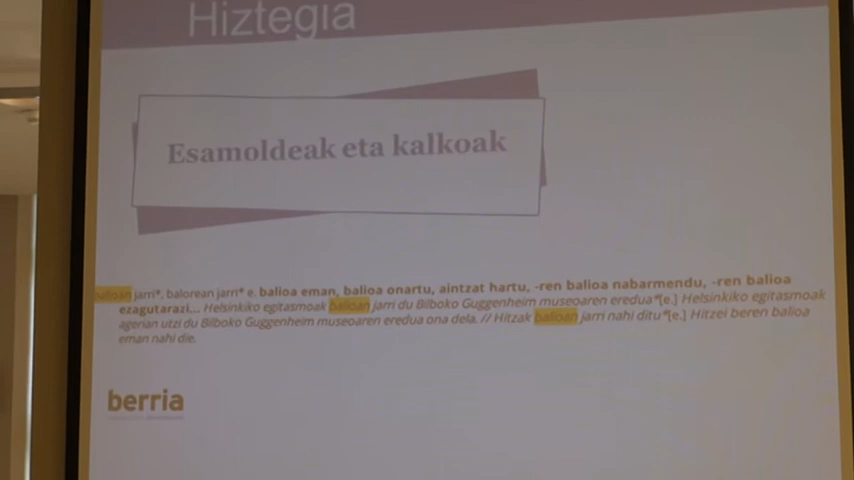 Hiztegia
Esamoldeak eta kalkoak
balioan jarri*, balorean jarri* e. balioa eman, balioa onartu, aintzat hartu, -ren balioa nabarmendu, -ren balioa
ezagutarazi... Helsinkiko egitasmoak balioan jarri du Bilboko Guggenheim museoaren eredua*[e.] Helsinkiko egitasmoak
agerian utzi du Bilboko Guggenheim museoaren eredua ona dela. // Hitzak balioan jarri nahi ditu*[e.] Hitzei beren balioa
eman nahi die.
berria